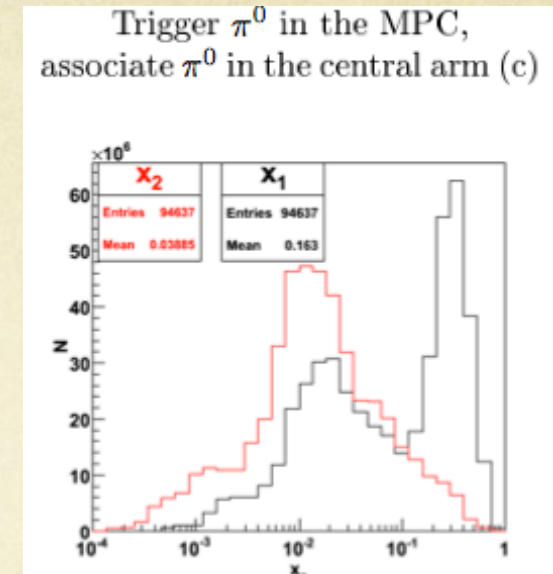 Trigger π⁰ in the MPC,
associate π⁰ in the central arm (c)
×10⁶
x₂
Entries 94637
Mean 0.03885
x₁
Entries 94637
Mean 0.163
60
50
40
30
20
10
0
N
10⁻⁴ 10⁻³ 10⁻² 10⁻¹ 1